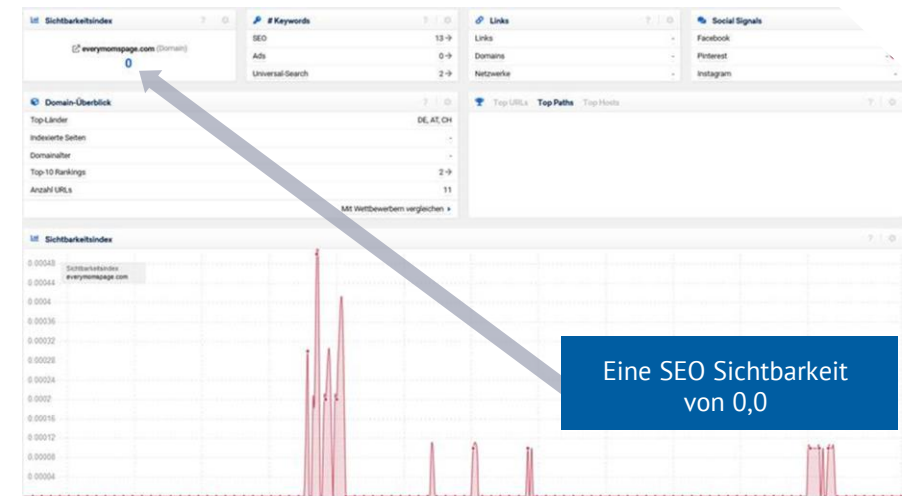 Sichtbarkeitsindex
everymomspage.com (Domain)
0
# Keywords
SEO 13
Ads 0
Universal-Search 2
Links
Links -
Domains -
Netzwerke -
Social Signals
Facebook
Pinterest
Instagram -
Domain-Überblick
Top-Länder DE, AT, CH
Indexierte Seiten -
Domainalter -
Top-10 Rankings 2
Anzahl URLs 11
Mit Wettbewerbern vergleichen
Top URLs Top Paths Top Hosts
Sichtbarkeitsindex
0.00048
Sichtbarkeitsindex
everymomspage.com
0.00044
0.0004
0.00036
0.00032
0.00028
0.00024
0.0002
0.00016
0.00012
0.00008
0.00004
Eine SEO Sichtbarkeit
von 0,0